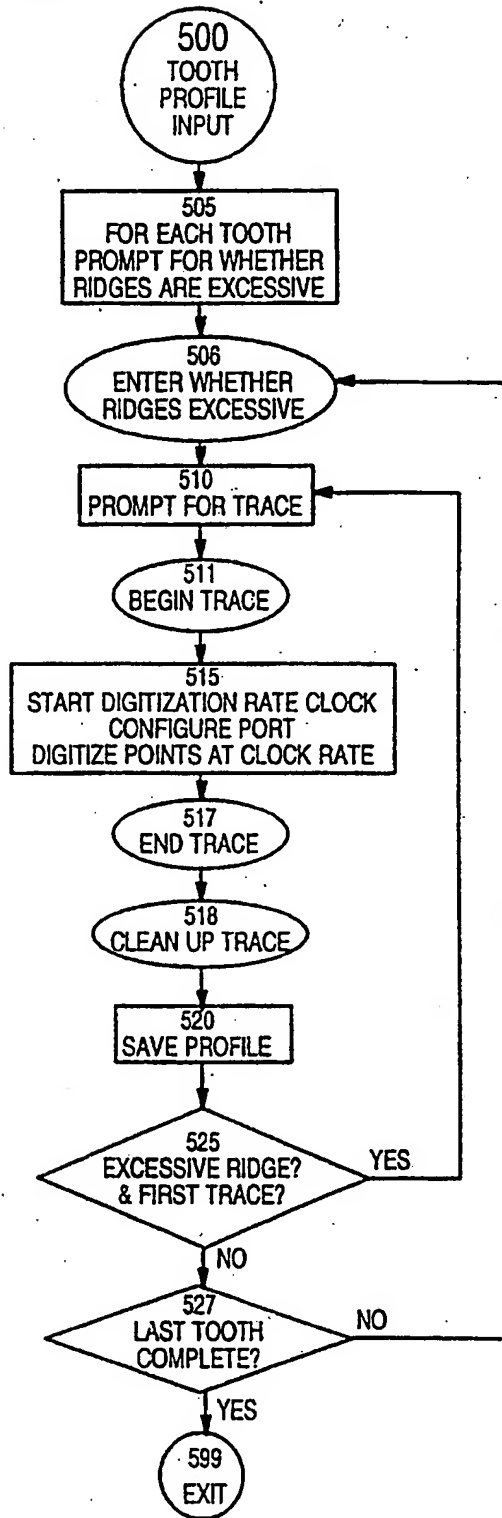 500
TOOTH
PROFILE
INPUT
505
FOR EACH TOOTH
PROMPT FOR WHETHER
RIDGES ARE EXCESSIVE
506
ENTER WHETHER
RIDGES EXCESSIVE
510
PROMPT FOR TRACE
511
BEGIN TRACE
515
START DIGITIZATION RATE CLOCK
CONFIGURE PORT
DIGITIZE POINTS AT CLOCK RATE
517
END TRACE
518
CLEAN UP TRACE
520
SAVE PROFILE
525
EXCESSIVE RIDGE?
& FIRST TRACE?
YES
NO
527
LAST TOOTH
COMPLETE?
NO
YES
599
EXIT